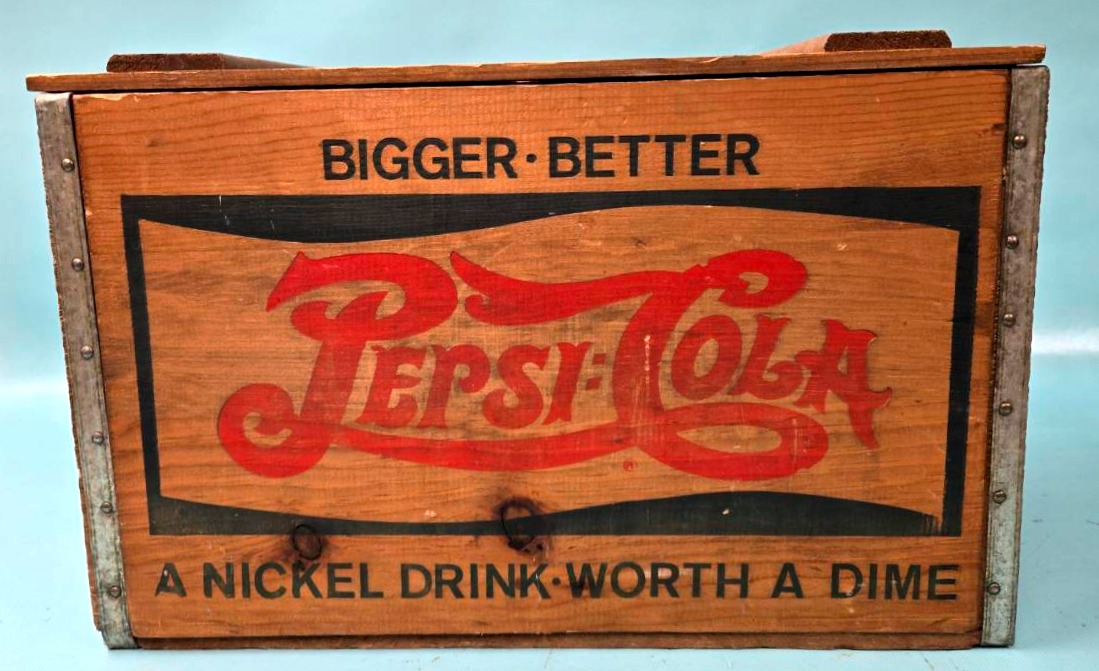 BIGGER·BETTER
PEPSI:COLA
®
A NICKEL DRINK·WORTH A DIME